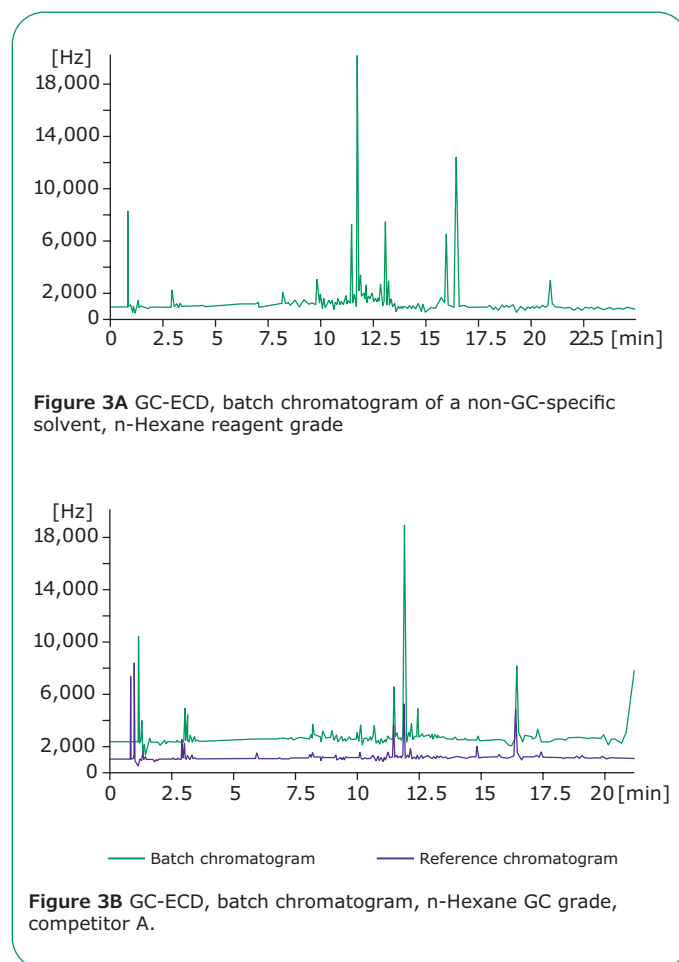 [Hz]
18,000
14,000
10,000
6,000
2,000
0
0 2.5 5 7.5 10 12.5 15 17.5 20 22.5 [min]
Figure 3A GC-ECD, batch chromatogram of a non-GC-specific
solvent, n-Hexane reagent grade
[Hz]
18,000
14,000
10,000
6,000
2,000
0
0 2.5 5 7.5 10 12.5 15 17.5 20 [min]
Batch chromatogram Reference chromatogram
Figure 3B GC-ECD, batch chromatogram, n-Hexane GC grade,
competitor A.